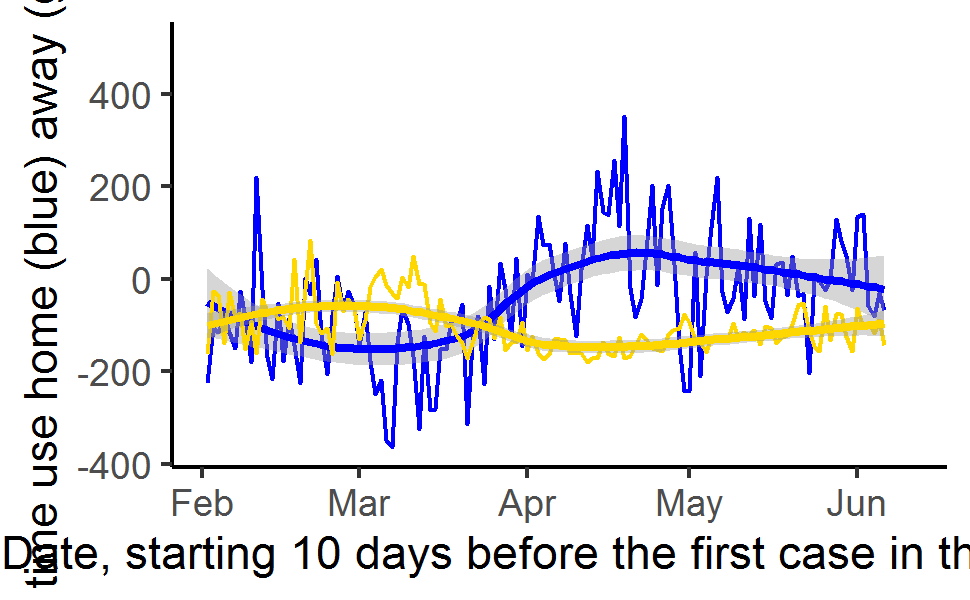 time use home (blue) away (
400
200
0
-200
-400
Feb Mar Apr May Jun
Date, starting 10 days before the first case in th